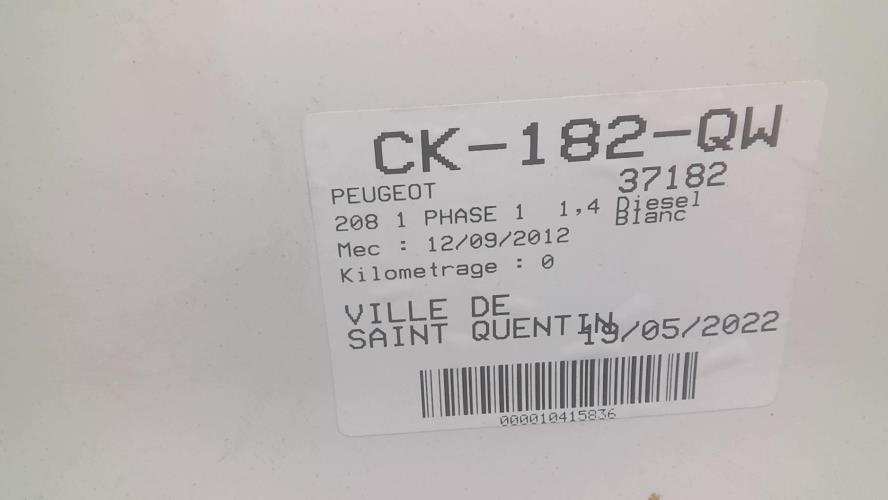 CK-182-QW
PEUGEOT 37182
208 1 PHASE 1 1,4 Diesel
Blanc
Mec : 12/09/2012
Kilometrage : 0
VILLE DE
SAINT QUENTIN 19/05/2022
000010415836